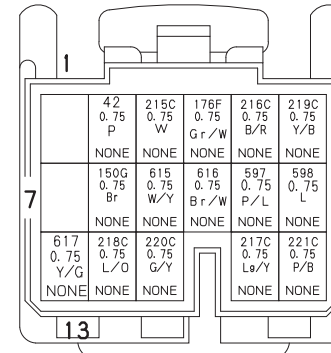 1
42 215C 176F 216C 219C
0.75 0.75 0.75 0.75 0.75
P W Gr/W B/R Y/B
NONE NONE NONE NONE NONE
7
150G 615 616 597 598
0.75 0.75 0.75 0.75 0.75
Br W/Y Br/W P/L L
NONE NONE NONE NONE NONE
617 218C 220C 217C 221C
0.75 0.75 0.75 0.75 0.75
Y/G L/O G/Y Lg/Y P/B
NONE NONE NONE NONE NONE
13